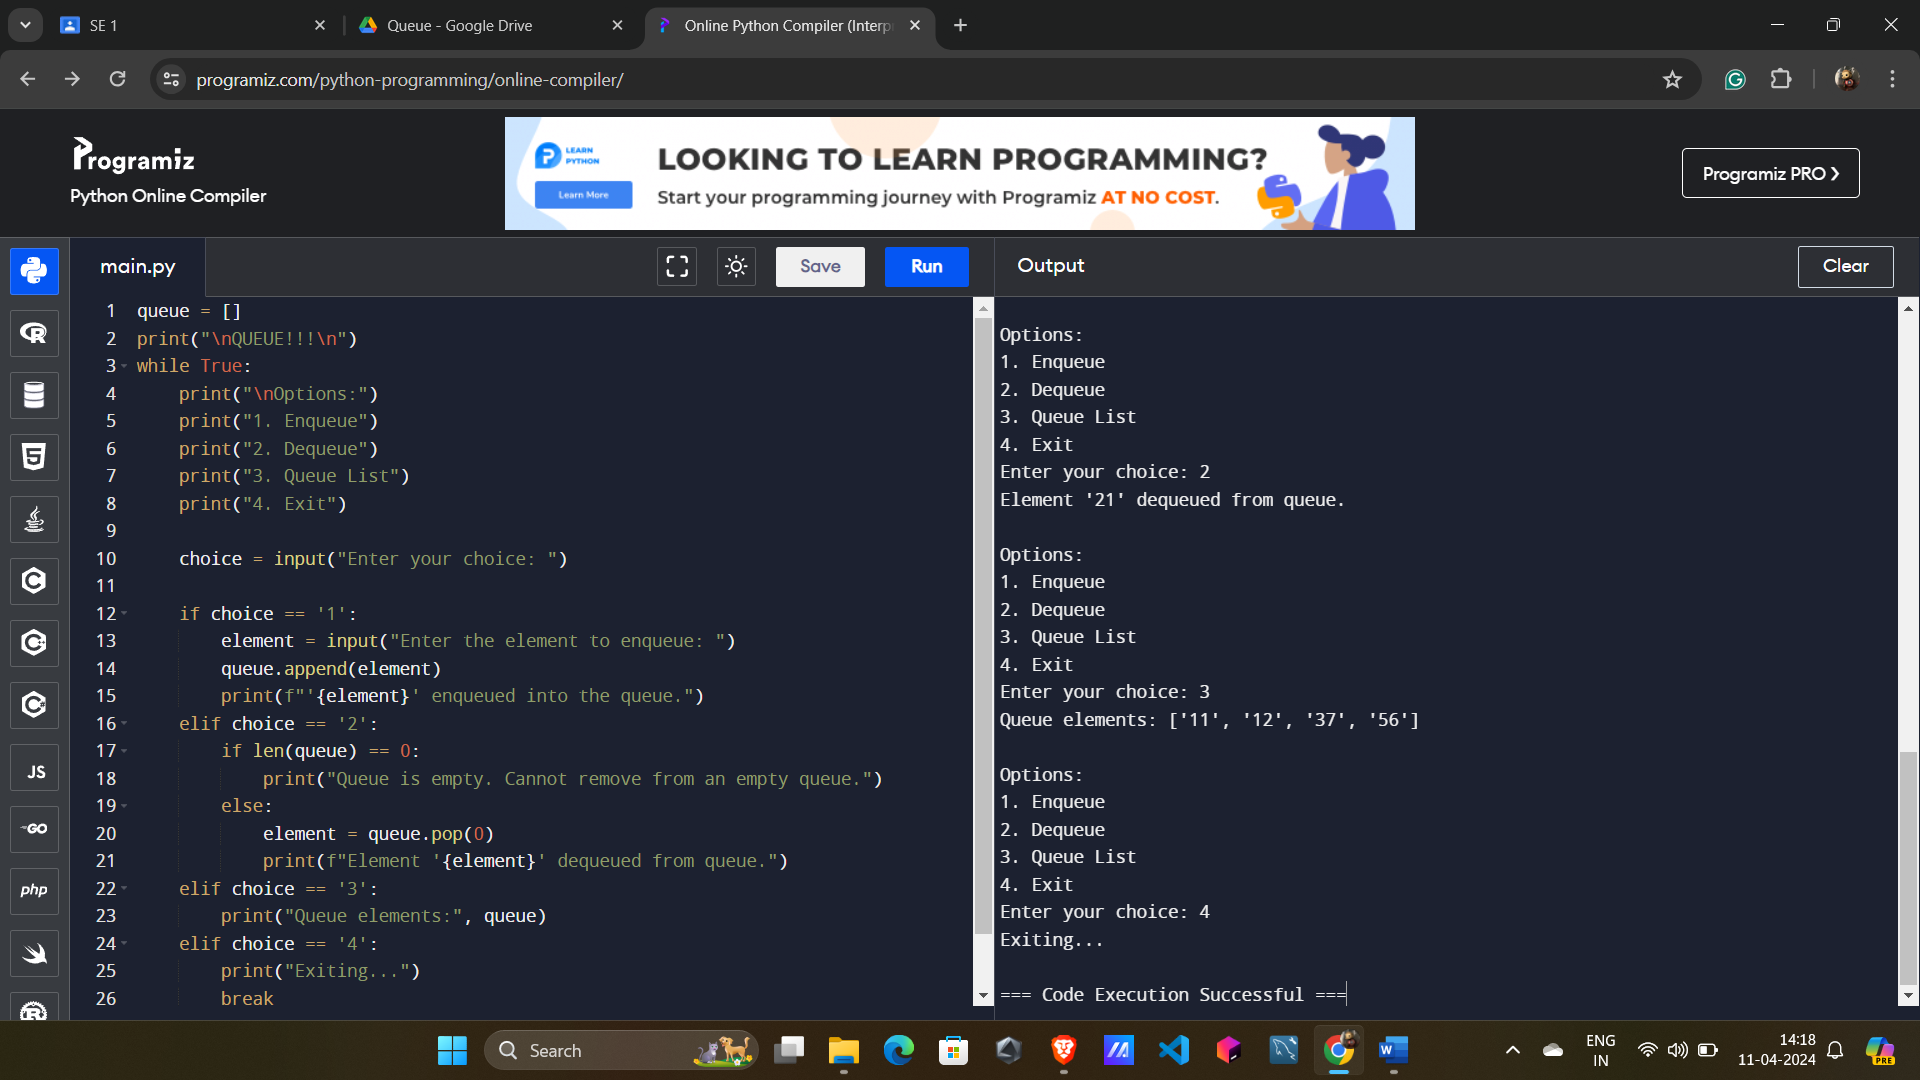 SE 1
Queue - Google Drive
Online Python Compiler (Interp
programiz.com/python-programming/online-compiler/
Programiz
Python Online Compiler
LEARN
PYTHON
Learn More
LOOKING TO LEARN PROGRAMMING?
Start your programming journey with Programiz AT NO COST.
Programiz PRO
main.py
Save
Run
Output
Clear
1 queue = []
2 print("\nQUEUE!!!\n")
3 while True:
4 print("\nOptions:")
5 print("1. Enqueue")
6 print("2. Dequeue")
7 print("3. Queue List")
8 print("4. Exit")
9
10 choice = input("Enter your choice: ")
11
12 if choice == '1':
13 element = input("Enter the element to enqueue: ")
14 queue.append(element)
15 print(f"'{element}' enqueued into the queue.")
16 elif choice == '2':
17 if len(queue) == 0:
18 print("Queue is empty. Cannot remove from an empty queue.")
19 else:
20 element = queue.pop(0)
21 print(f"Element '{element}' dequeued from queue.")
22 elif choice == '3':
23 print("Queue elements:", queue)
24 elif choice == '4':
25 print("Exiting...")
26 break
Options:
1. Enqueue
2. Dequeue
3. Queue List
4. Exit
Enter your choice: 2
Element '21' dequeued from queue.
Options:
1. Enqueue
2. Dequeue
3. Queue List
4. Exit
Enter your choice: 3
Queue elements: ['11', '12', '37', '56']
Options:
1. Enqueue
2. Dequeue
3. Queue List
4. Exit
Enter your choice: 4
Exiting...
=== Code Execution Successful ===
JS
GO
php
Search
ENG
IN
14:18
11-04-2024
PRE